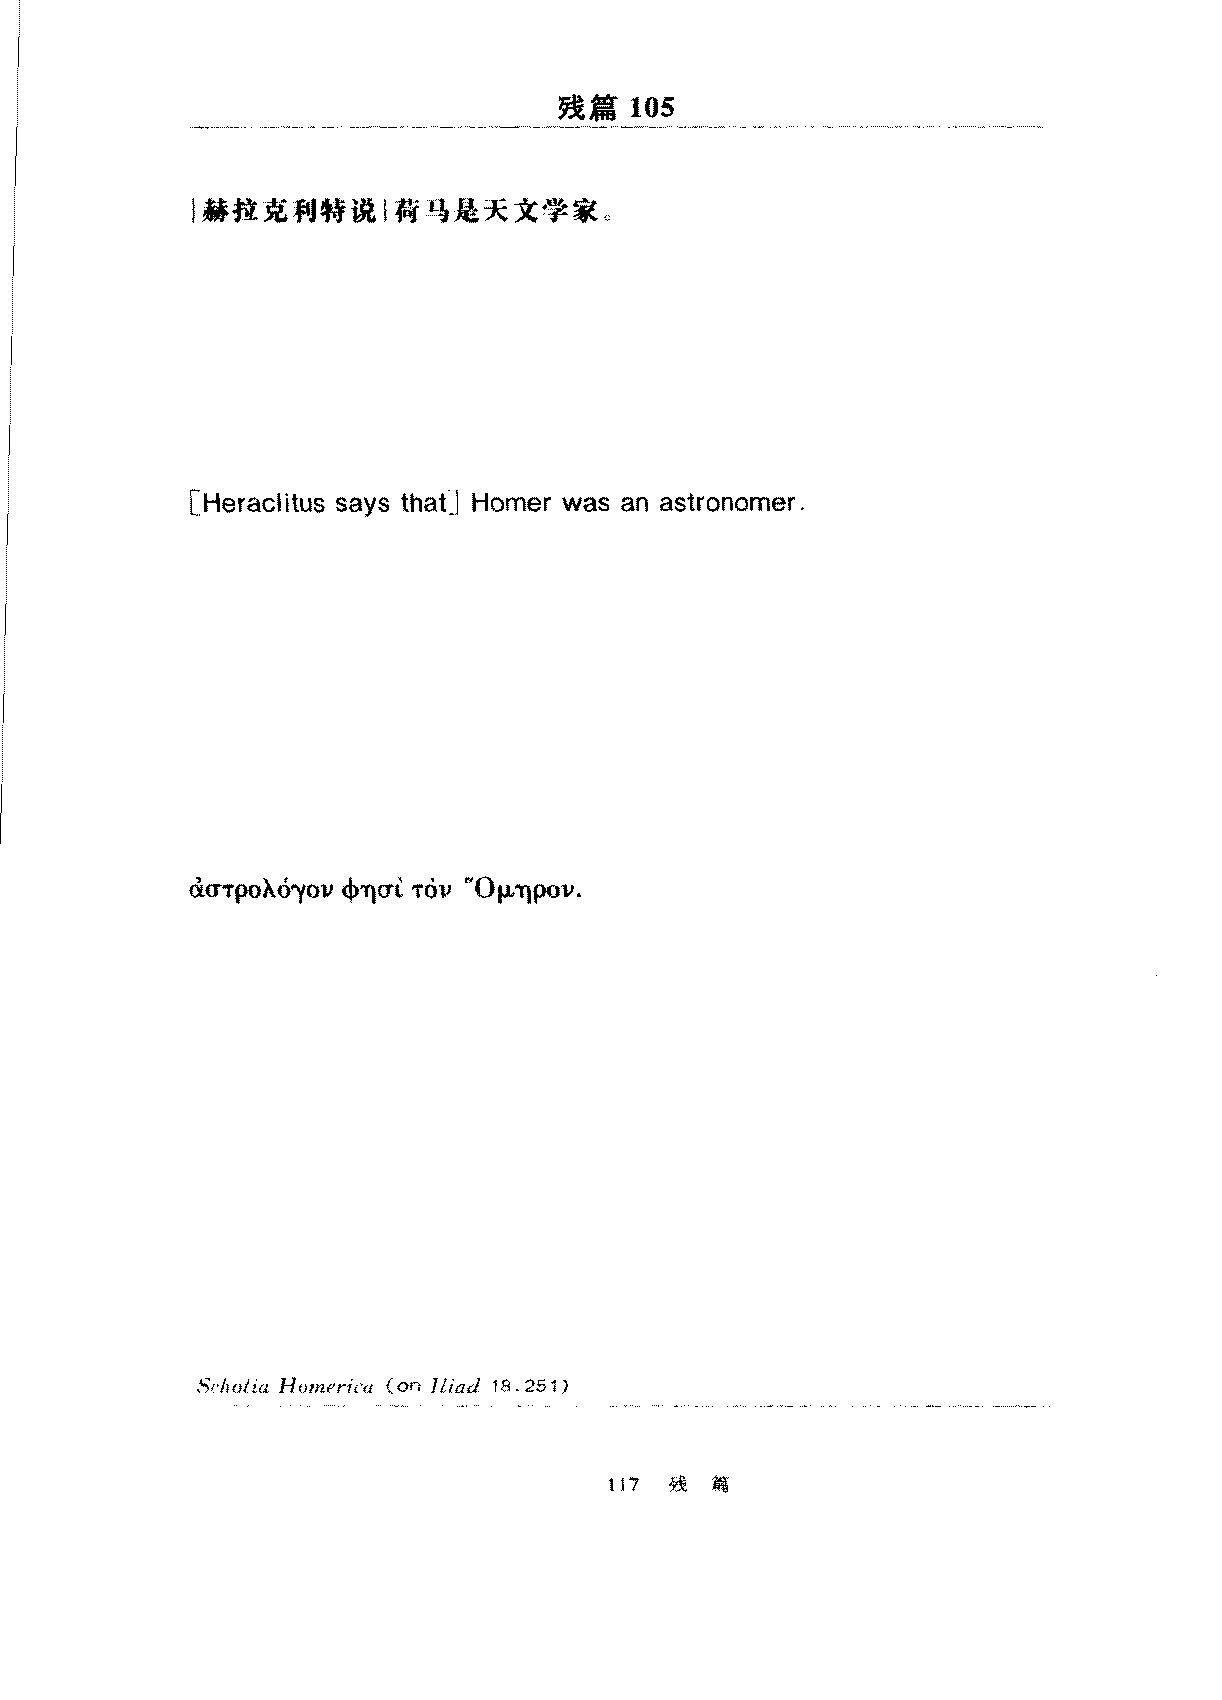 残篇 105
[赫拉克利特说]荷马是天文学家。
[Heraclitus says that] Homer was an astronomer.
ἀστρολόγον φησὶ τὸν Ὅμηρον.
Scholia Homerica (on Iliad 18.251)
117 残 篇